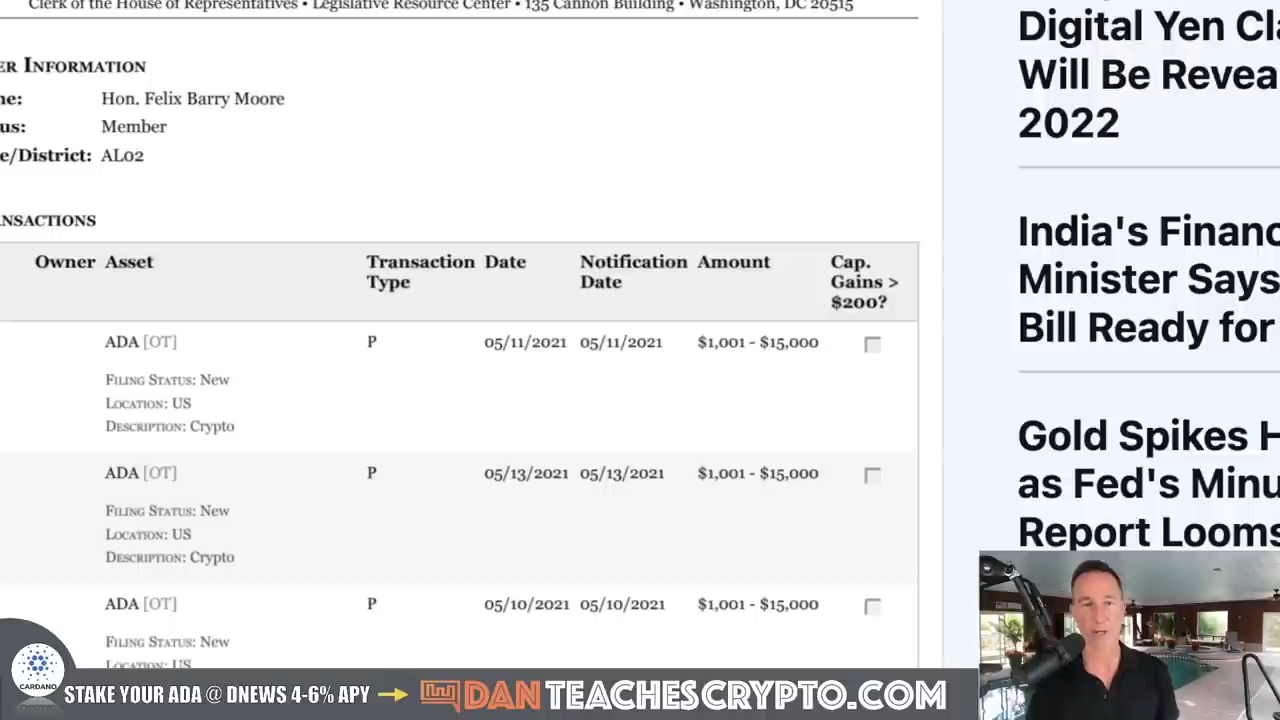 Clerk of the House of Representatives • Legislative Resource Center • 135 Cannon Building • Washington, DC 20515
ER INFORMATION
ne: Hon. Felix Barry Moore
us: Member
e/District: AL02
NSACTIONS
Owner Asset Transaction Type Date Notification Date Amount Cap. Gains > $200?
ADA [OT] P 05/11/2021 05/11/2021 $1,001 - $15,000
FILING STATUS: New
LOCATION: US
DESCRIPTION: Crypto
ADA [OT] P 05/13/2021 05/13/2021 $1,001 - $15,000
FILING STATUS: New
LOCATION: US
DESCRIPTION: Crypto
ADA [OT] P 05/10/2021 05/10/2021 $1,001 - $15,000
FILING STATUS: New
LOCATION: US
Digital Yen Cla
Will Be Revea
2022
India's Financ
Minister Says
Bill Ready for
Gold Spikes H
as Fed's Minu
Report Looms
CARDANO
STAKE YOUR ADA @ DNEWS 4-6% APY
DANTEACHESCRYPTO.COM